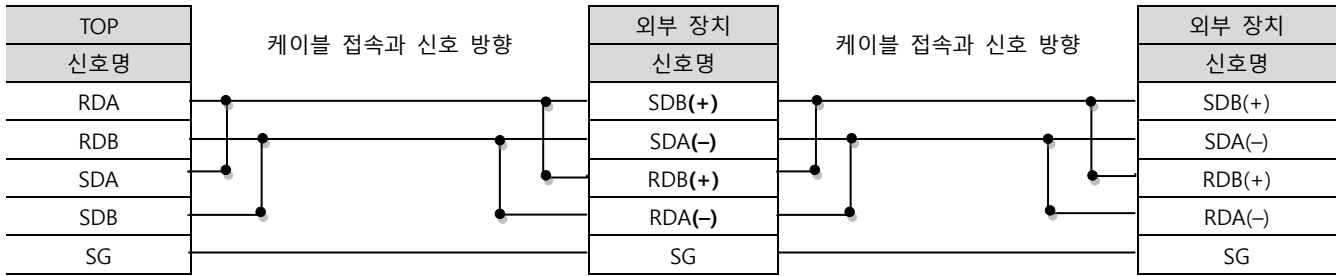 TOP 케이블 접속과 신호 방향 외부 장치 케이블 접속과 신호 방향 외부 장치
신호명 신호명 신호명
RDA SDB(+) SDB(+)
RDB SDA(–) SDA(–)
SDA RDB(+) RDB(+)
SDB RDA(–) RDA(–)
SG SG SG